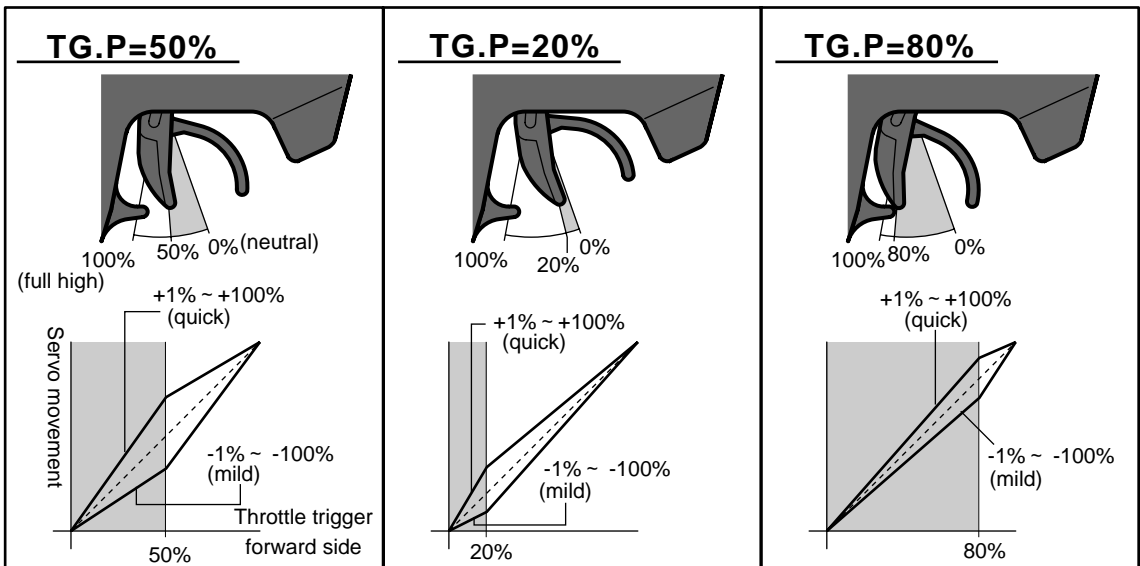 TG.P=50%
100%
(full high)
50%
0%(neutral)
+1% ~ +100%
(quick)
Servo movement
-1% ~ -100%
(mild)
Throttle trigger
forward side
50%
TG.P=20%
100%
20%
0%
+1% ~ +100%
(quick)
-1% ~ -100%
(mild)
20%
TG.P=80%
100%
80%
0%
+1% ~ +100%
(quick)
-1% ~ -100%
(mild)
80%